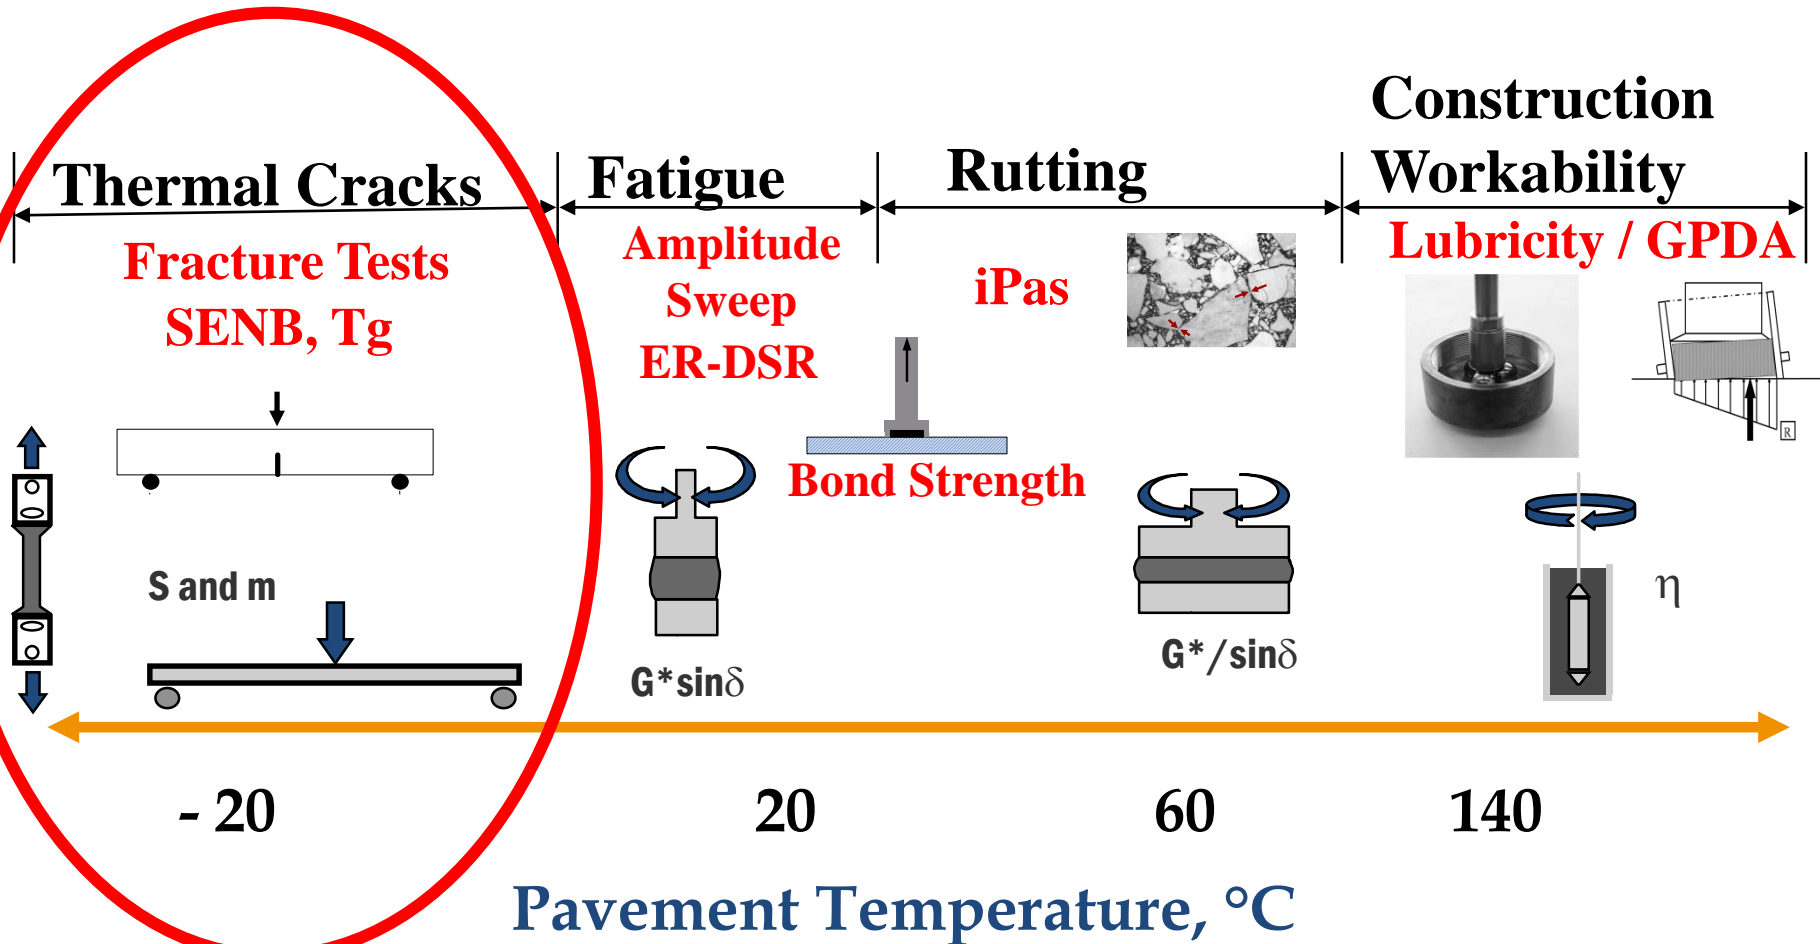 Construction
Workability
Thermal Cracks
Fatigue
Rutting
Fracture Tests
SENB, Tg
Amplitude
Sweep
ER-DSR
iPas
Lubricity / GPDA
Bond Strength
R
S and m
G*sinδ
G*/sinδ
η
- 20
20
60
140
Pavement Temperature, °C